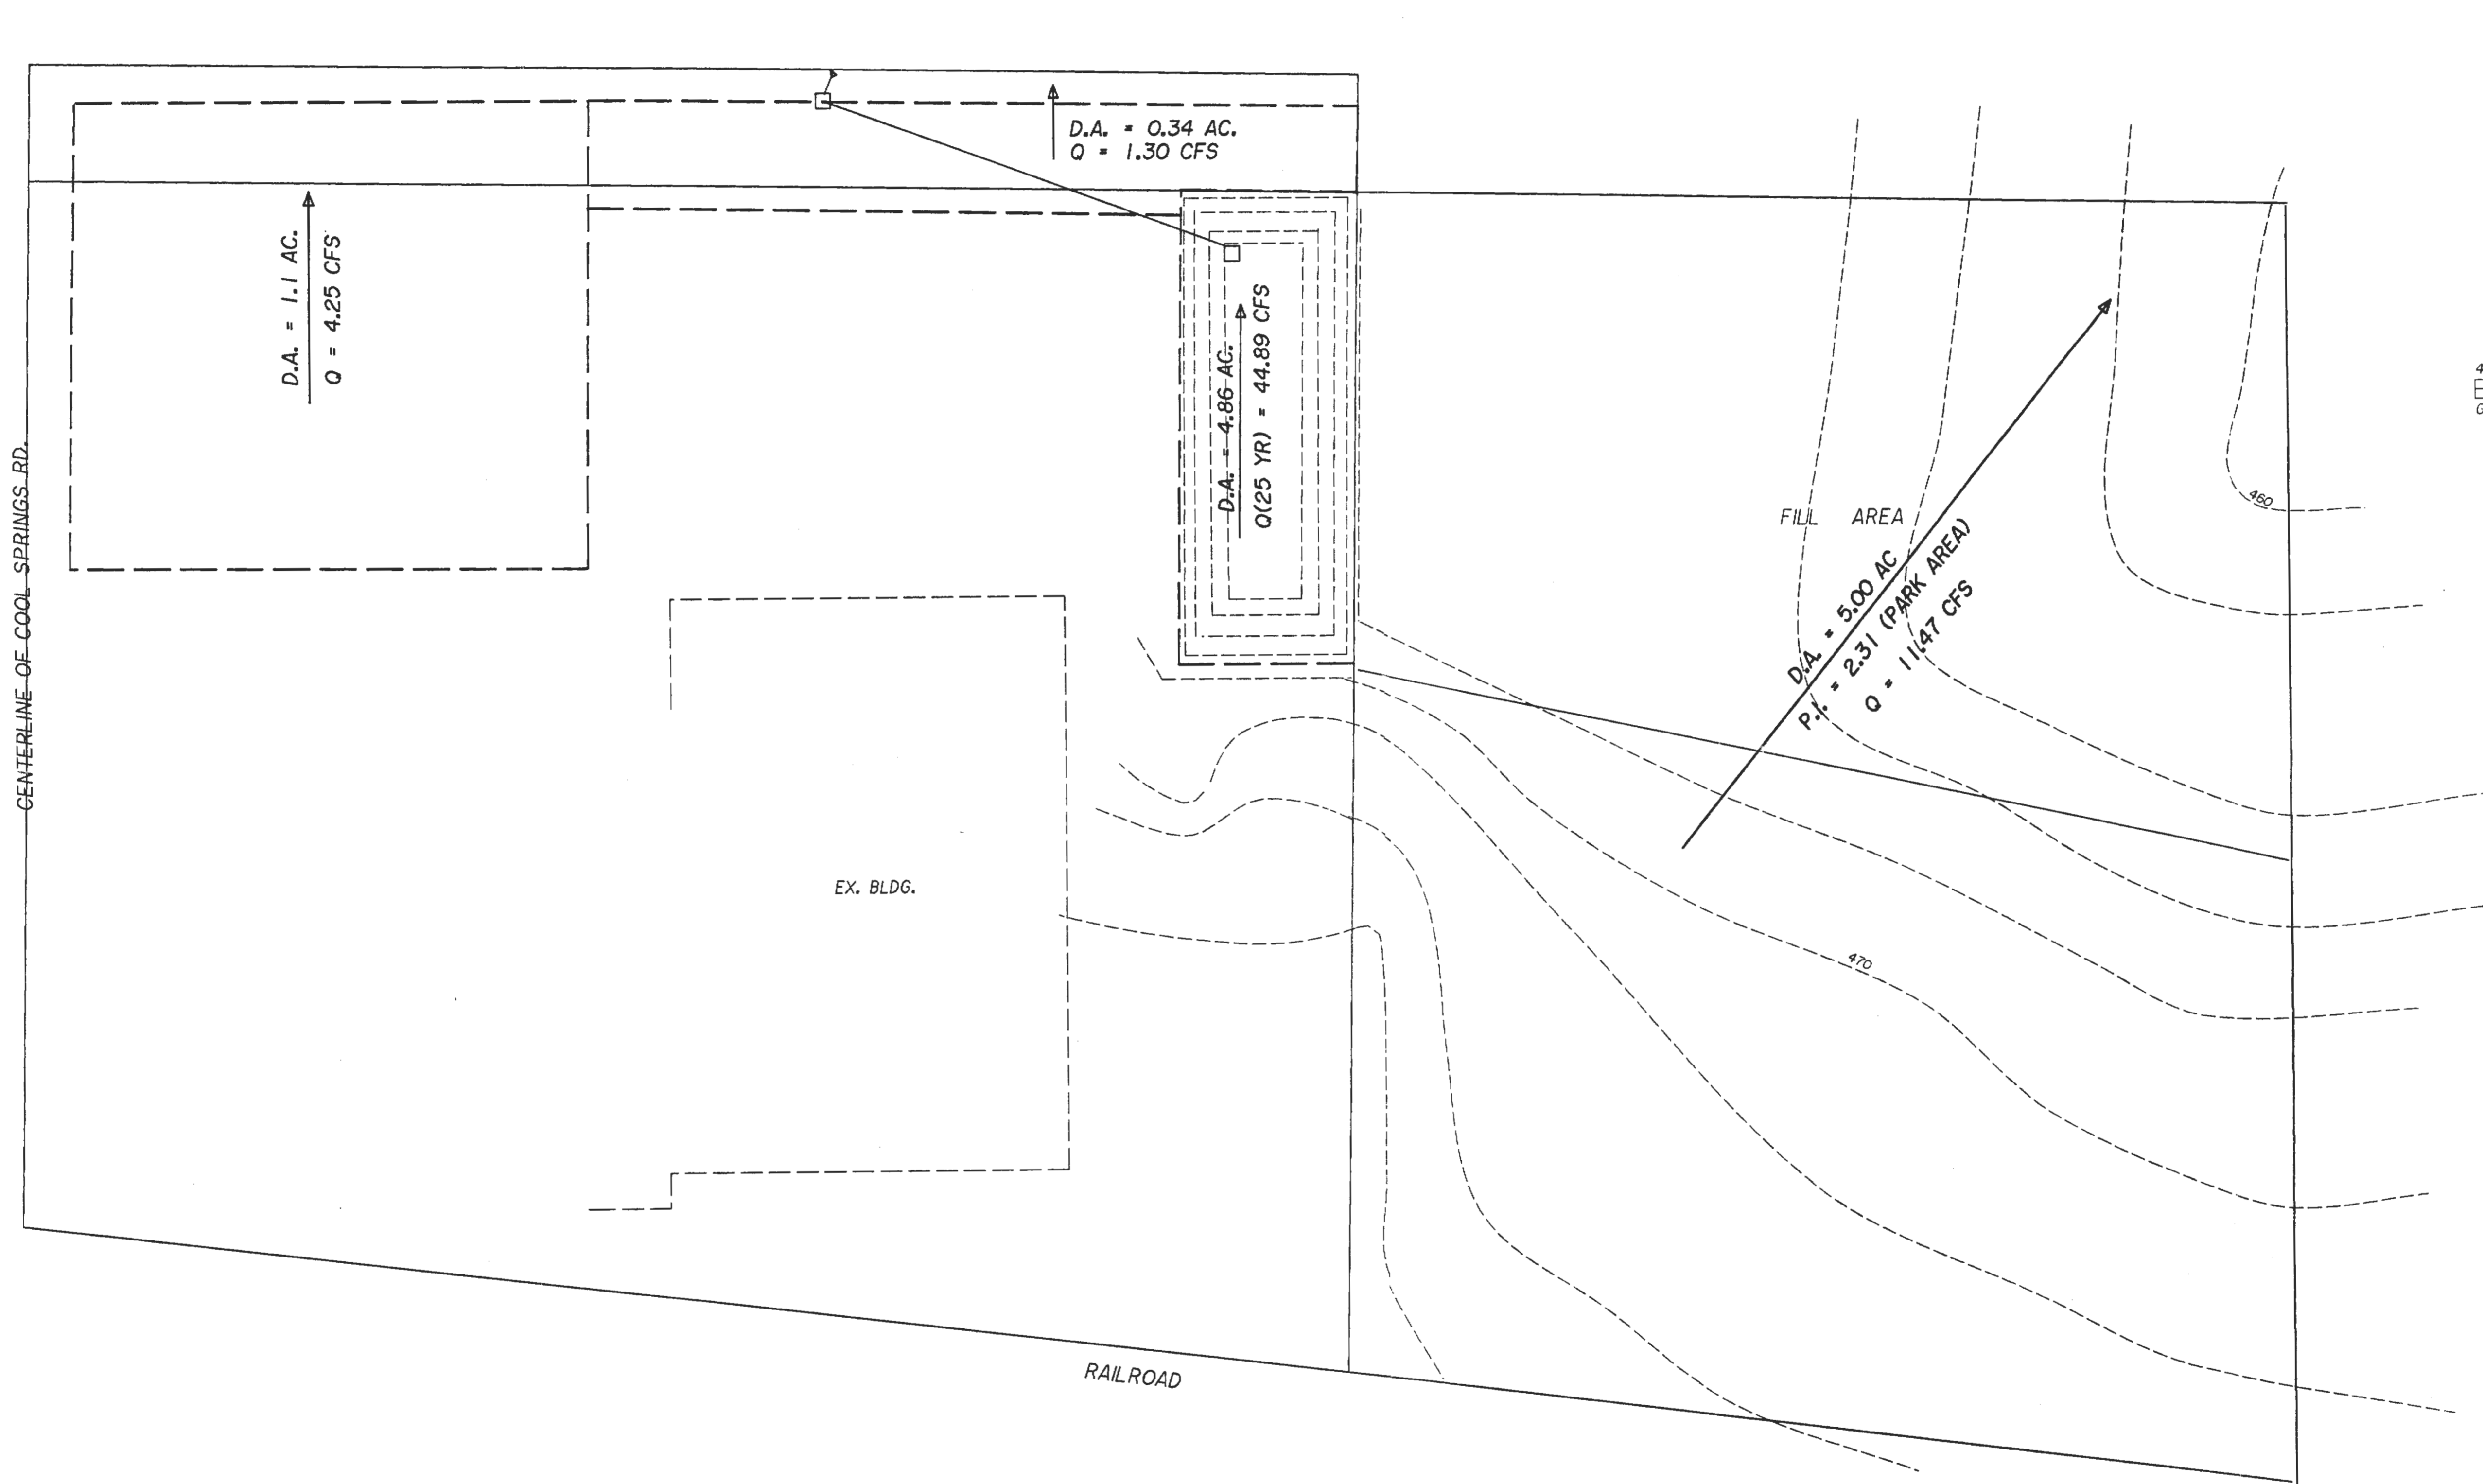 D.A. = 0.34 AC.
Q = 1.30 CFS
D.A. = 1.1 AC.
Q = 4.25 CFS
D.A. = 4.86 AC.
Q(25 YR) = 44.89 CFS
CENTERLINE OF COOL SPRINGS RD.
FILL AREA
460
D.A. = 5.00 AC
P.I. = 2.31 (PARK AREA)
Q = 11.47 CFS
EX. BLDG.
470
RAILROAD